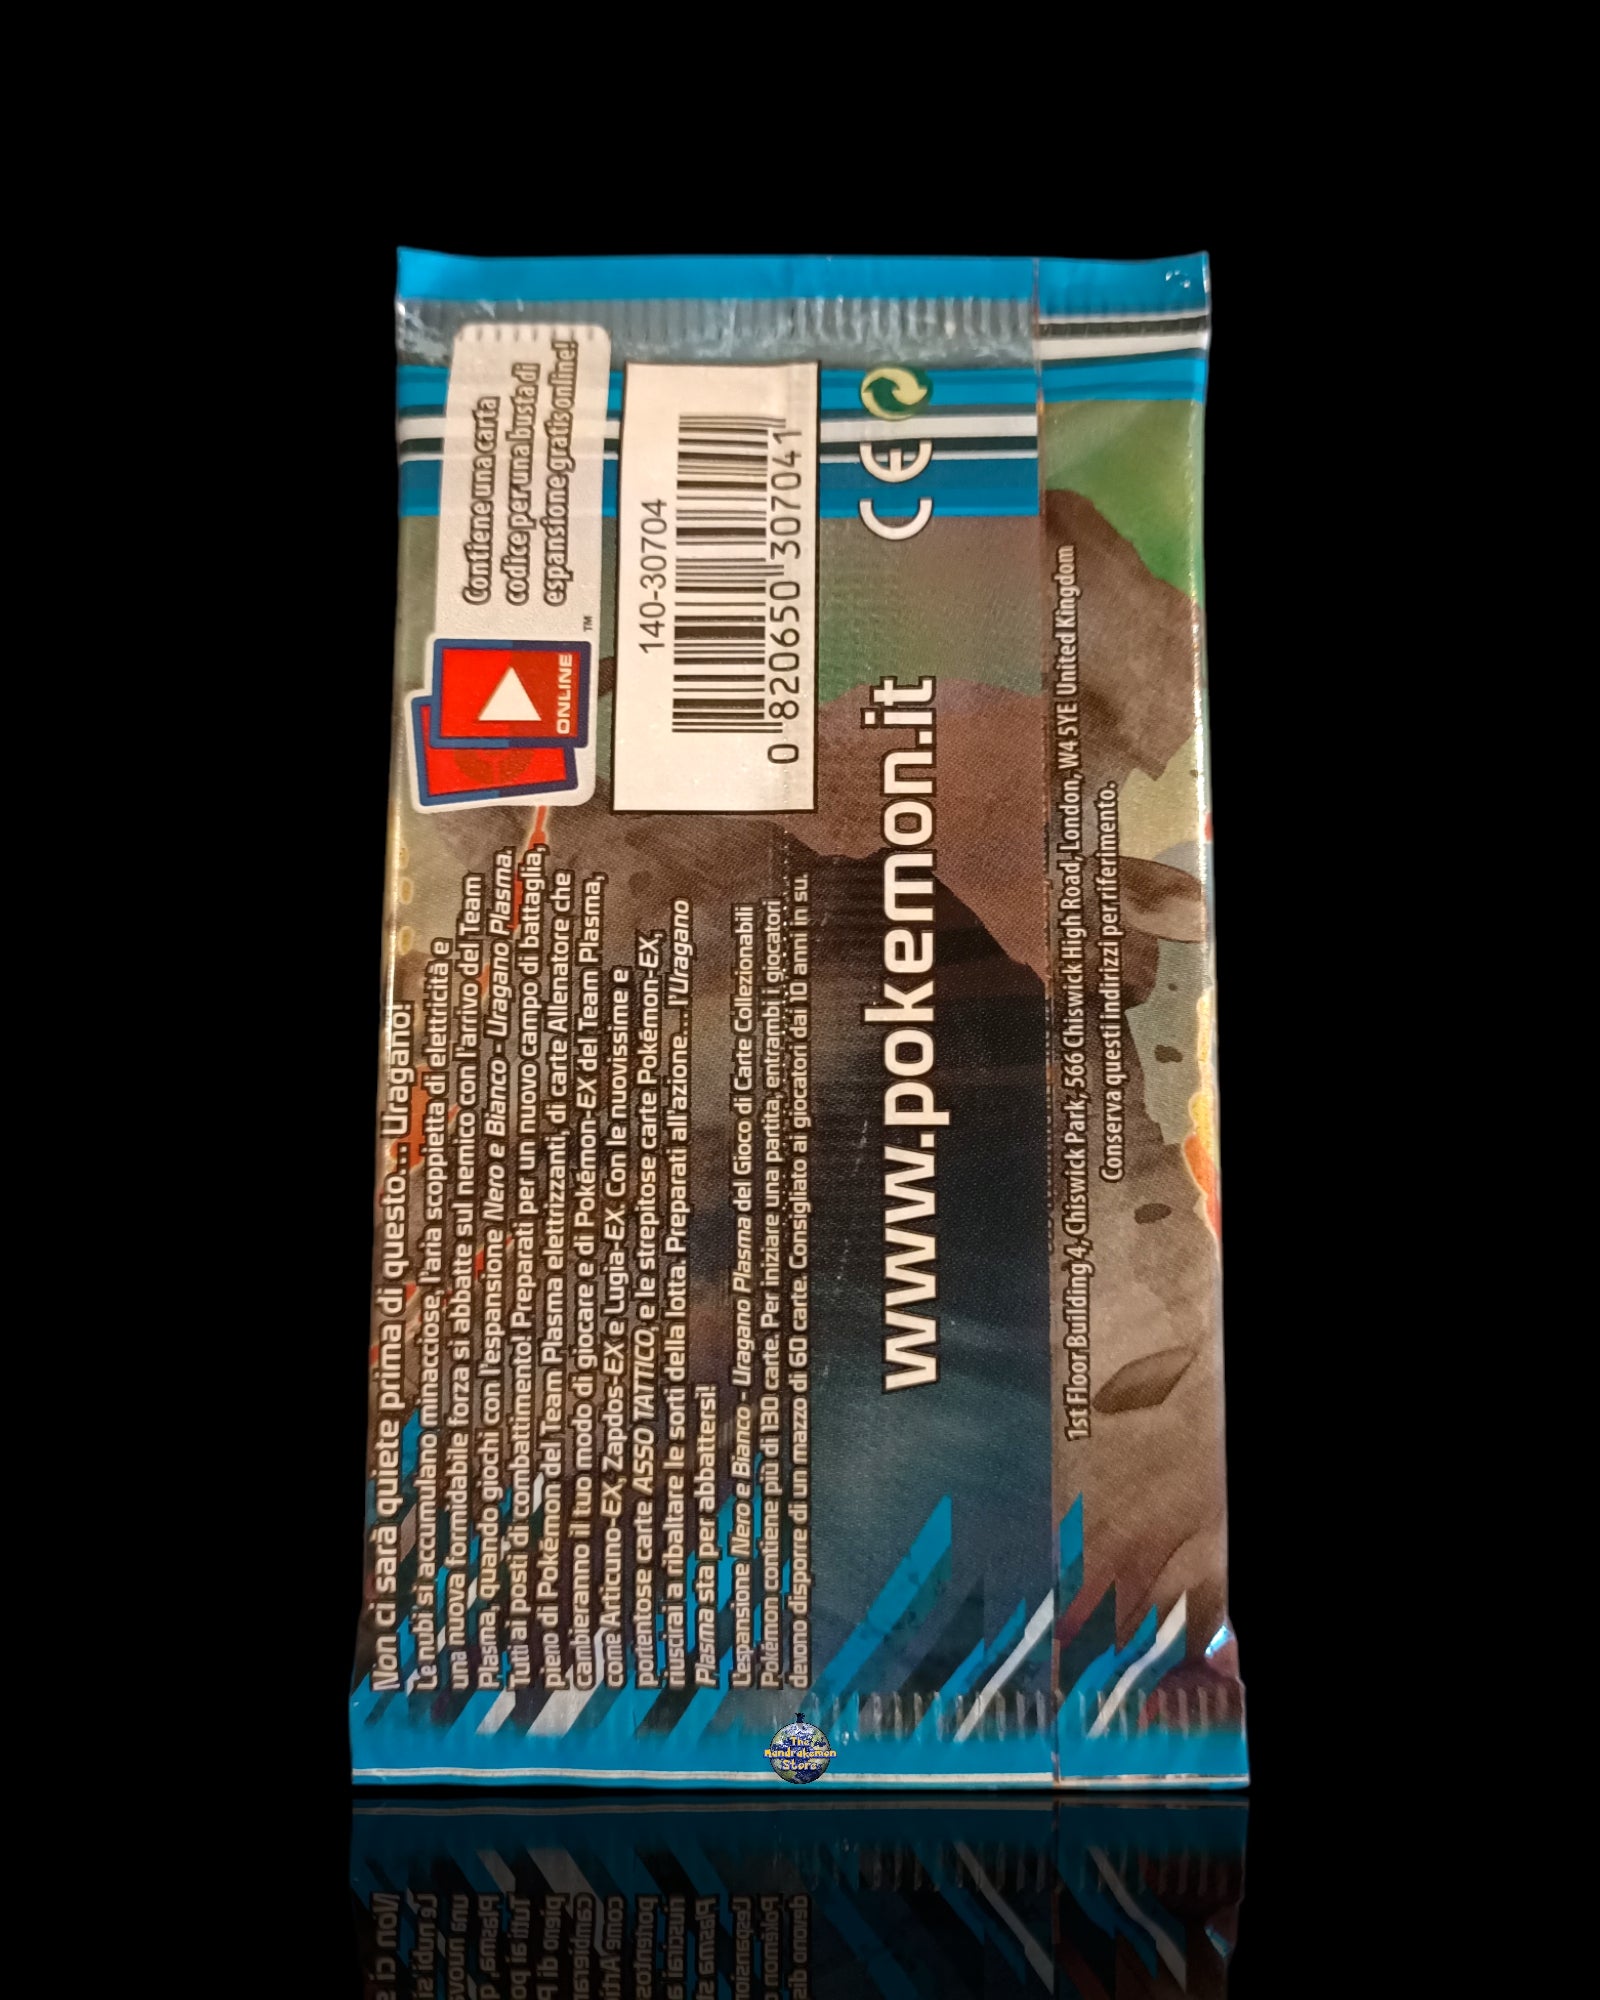 Non ci sarà quiete prima di questo... Uragano!
Le nubi si accumulano minacciose, l'aria scoppietta di elettricità e
una nuova formidabile forza si abbatte sul nemico con l'arrivo del Team
Plasma, quando giochi con l'espansione Nero e Bianco - Uragano Plasma.
Tutti ai posti di combattimento! Preparati per un nuovo campo di battaglia,
pieno di Pokémon del Team Plasma elettrizzanti, di carte Allenatore che
cambieranno il tuo modo di giocare e di Pokémon-EX del Team Plasma,
come Articuno-EX, Zapdos-EX e Lugia-EX. Con le nuovissime e
portentose carte ASSO TATTICO, e le strepitose carte Pokémon-EX,
riuscirai a ribaltare le sorti della lotta. Preparati all'azione... l'Uragano
Plasma sta per abbattersi!
L'espansione Nero e Bianco - Uragano Plasma del Gioco di Carte Collezionabili
Pokémon contiene più di 130 carte. Per iniziare una partita, entrambi i giocatori
devono disporre di un mazzo di 60 carte. Consigliato ai giocatori dai 10 anni in su.
ONLINE
TM
Contiene una carta
codice per una busta di
espansione gratis online!
140-30704
0 820650 307041
CE
www.pokemon.it
1st Floor Building 4, Chiswick Park, 566 Chiswick High Road, London, W4 5YE United Kingdom
Conserva questi indirizzi per riferimento.
The
Mandrakemon
Store